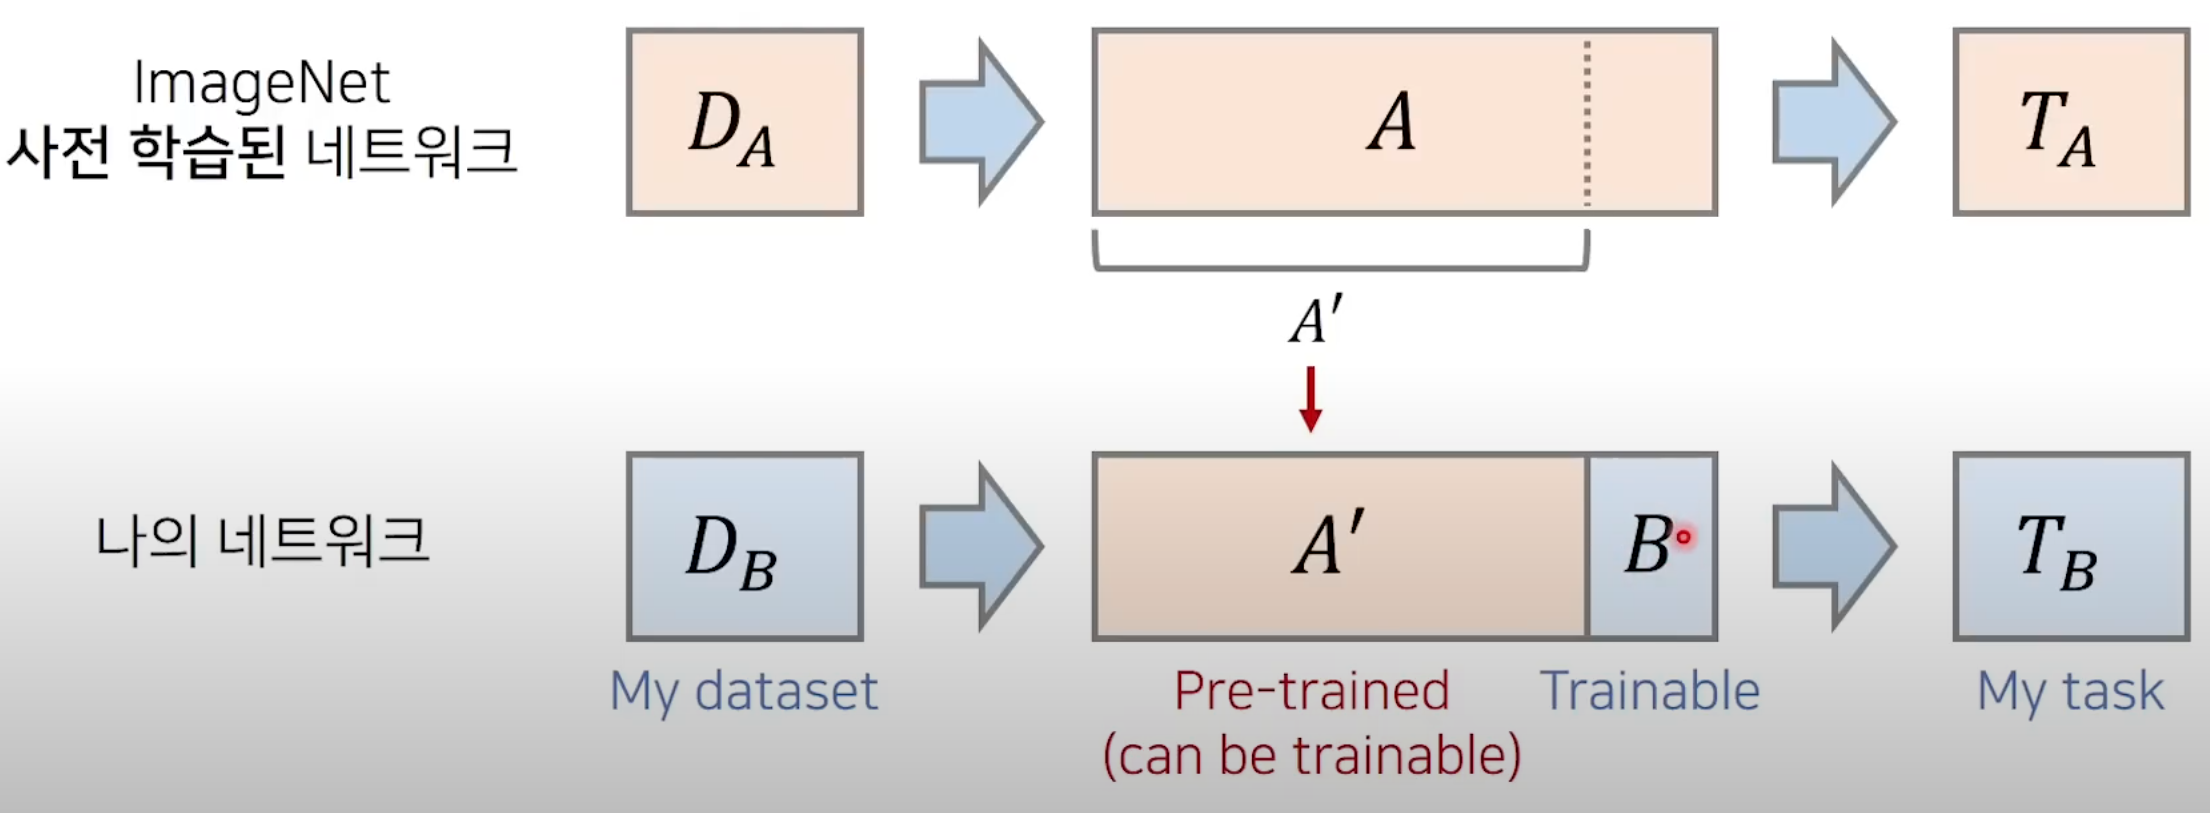 ImageNet
사전 학습된 네트워크
D_A
A
T_A
A′
나의 네트워크
D_B
A′
B
T_B
My dataset
Pre-trained
(can be trainable)
Trainable
My task